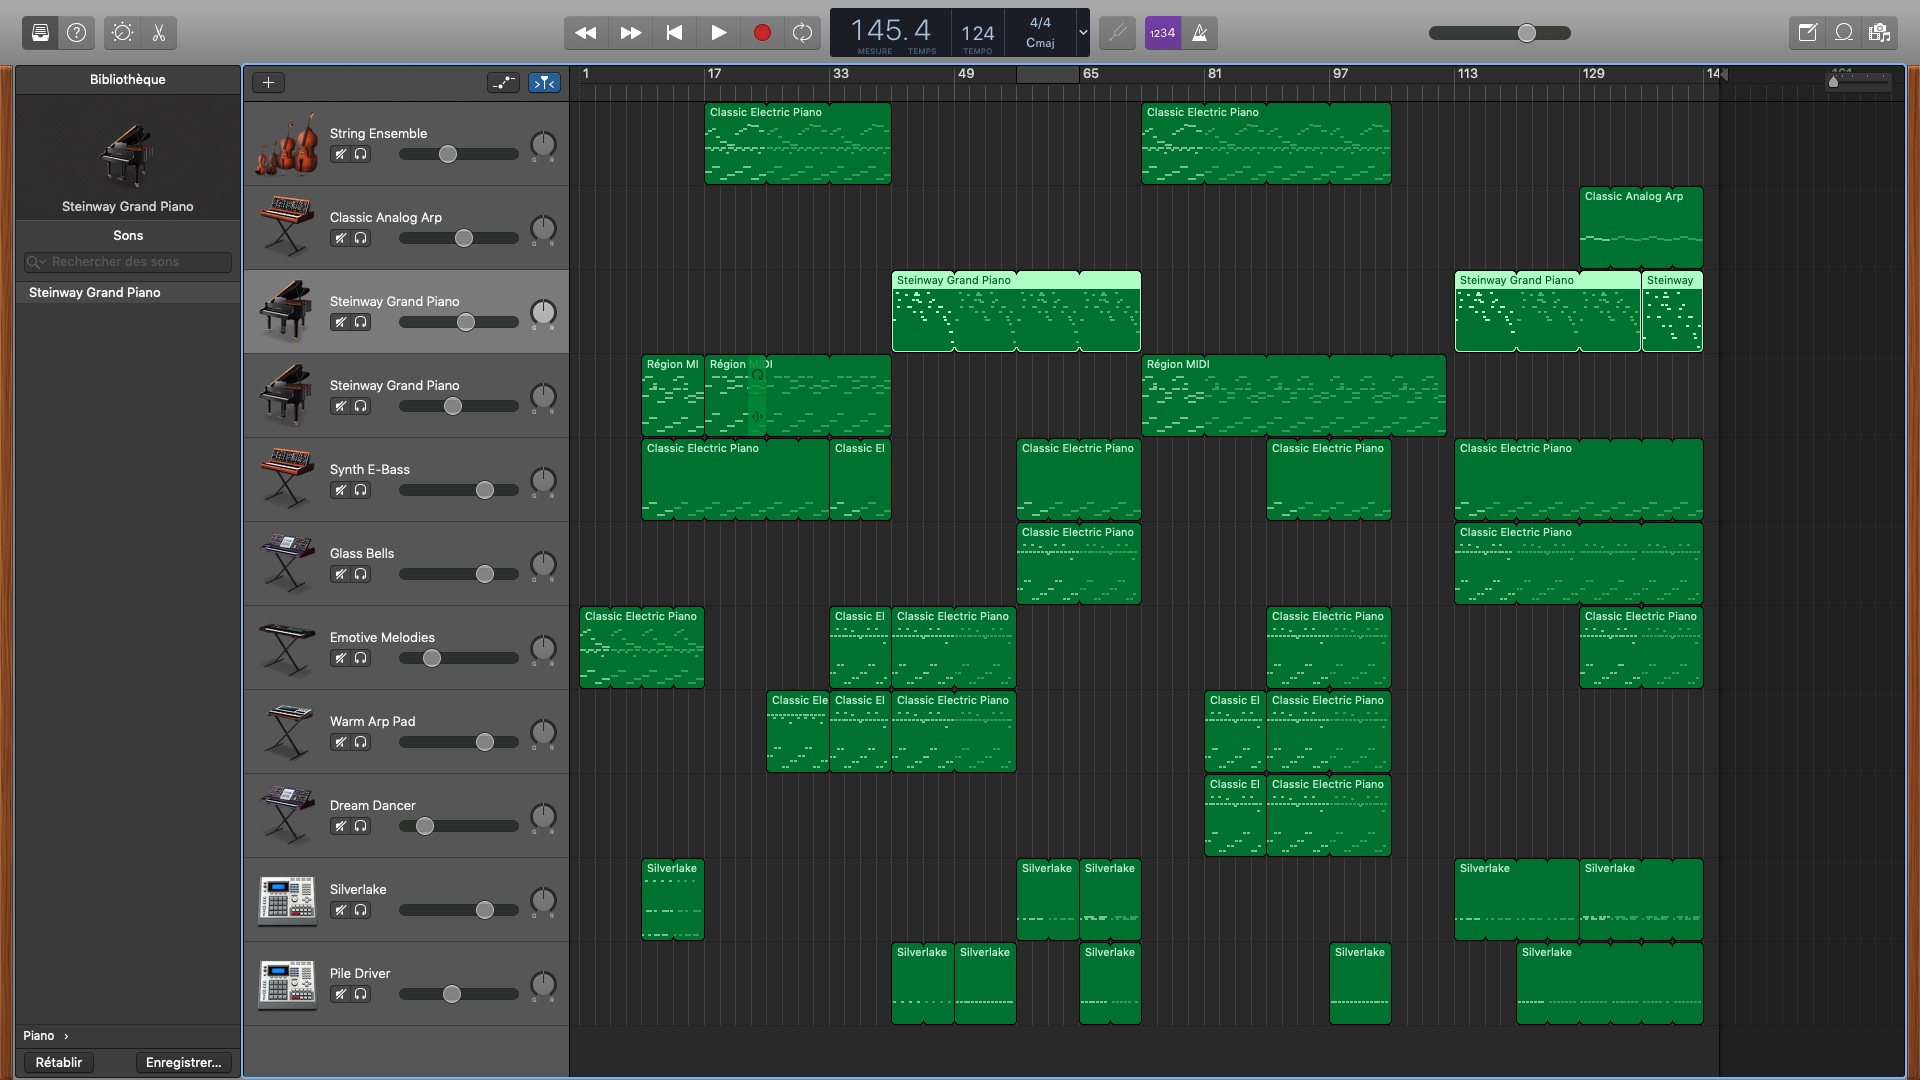 145.4
MESURE TEMPS
124
TEMPO
4/4
Cmaj
1234
Bibliothèque
Steinway Grand Piano
Sons
Rechercher des sons
Steinway Grand Piano
Piano ›
Rétablir
Enregistrer...
1 17 33 49 65 81 97 113 129 14
String Ensemble
Classic Electric Piano
Classic Electric Piano
Classic Analog Arp
G R
Classic Analog Arp
Steinway Grand Piano
G R
Steinway Grand Piano
Steinway Grand Piano
Steinway
Steinway Grand Piano
G R
Région MI
Région MIDI
Région MIDI
Synth E-Bass
G R
Classic Electric Piano
Classic El
Classic Electric Piano
Classic Electric Piano
Classic Electric Piano
Glass Bells
G R
Classic Electric Piano
Classic Electric Piano
Emotive Melodies
G R
Classic Electric Piano
Classic El
Classic Electric Piano
Classic Electric Piano
Classic Electric Piano
Warm Arp Pad
G R
Classic Ele
Classic El
Classic Electric Piano
Classic El
Classic Electric Piano
Dream Dancer
G R
Classic El
Classic Electric Piano
Silverlake
G R
Silverlake
Silverlake
Silverlake
Silverlake
Silverlake
Pile Driver
G R
Silverlake
Silverlake
Silverlake
Silverlake
Silverlake